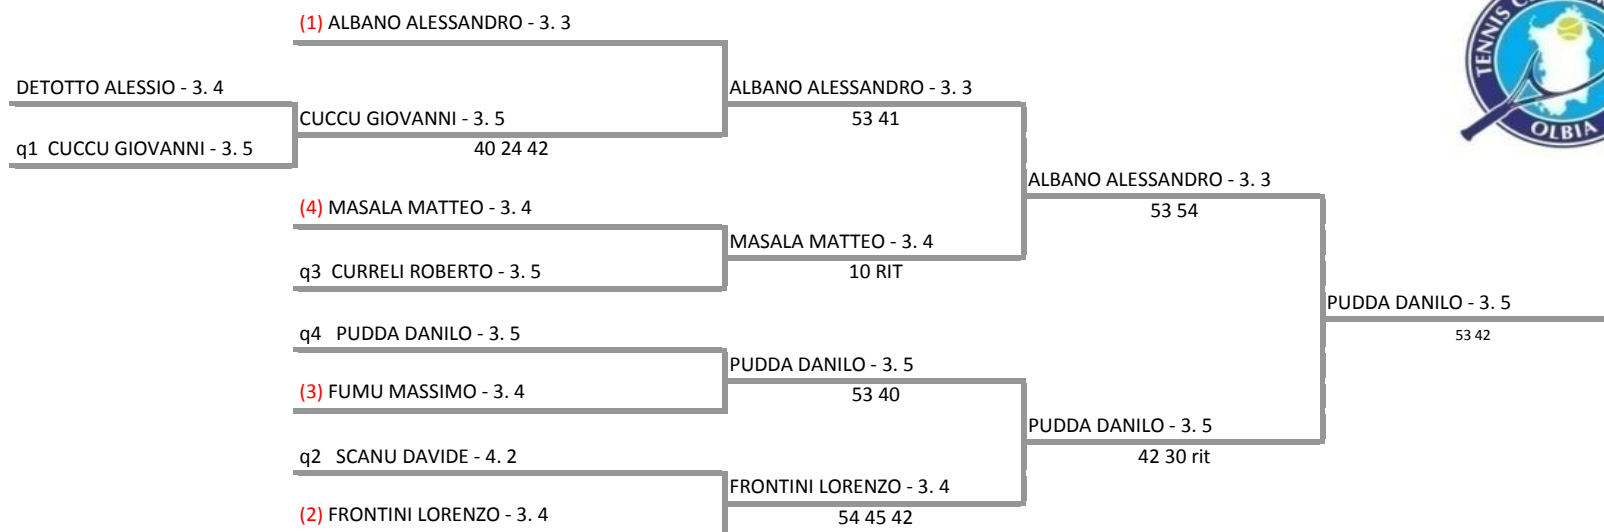 (1) ALBANO ALESSANDRO - 3. 3
DETOTTO ALESSIO - 3. 4
ALBANO ALESSANDRO - 3. 3
53 41
CUCCU GIOVANNI - 3. 5
40 24 42
q1 CUCCU GIOVANNI - 3. 5
ALBANO ALESSANDRO - 3. 3
53 54
(4) MASALA MATTEO - 3. 4
MASALA MATTEO - 3. 4
10 RIT
q3 CURRELI ROBERTO - 3. 5
PUDDA DANILO - 3. 5
53 42
q4 PUDDA DANILO - 3. 5
PUDDA DANILO - 3. 5
53 40
(3) FUMU MASSIMO - 3. 4
PUDDA DANILO - 3. 5
42 30 rit
q2 SCANU DAVIDE - 4. 2
FRONTINI LORENZO - 3. 4
54 45 42
(2) FRONTINI LORENZO - 3. 4
TENNIS
OLBIA